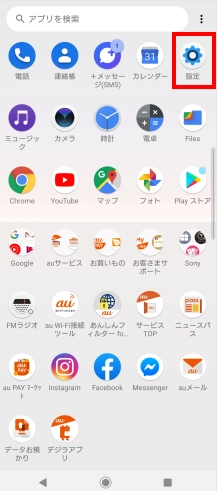 アプリを検索
1
31
電話
連絡帳
+メッセー
ジ(SMS)
カレンダー
設定
ミュージッ
ク
カメラ
時計
電卓
Files
Chrome
YouTube
マップ
フォト
Play ストア
Google
auサービス
お買いもの
お客さまサ
ポート
Sony
au
FMラジオ
au Wi-Fi接続
ツール
あんしんフ
ィルター fo...
サービス
TOP
ニュースパ
ス
au PAY マーケッ
ト
Instagram
Facebook
Messenger
auメール
データお預
かり
デジラアプ
リ